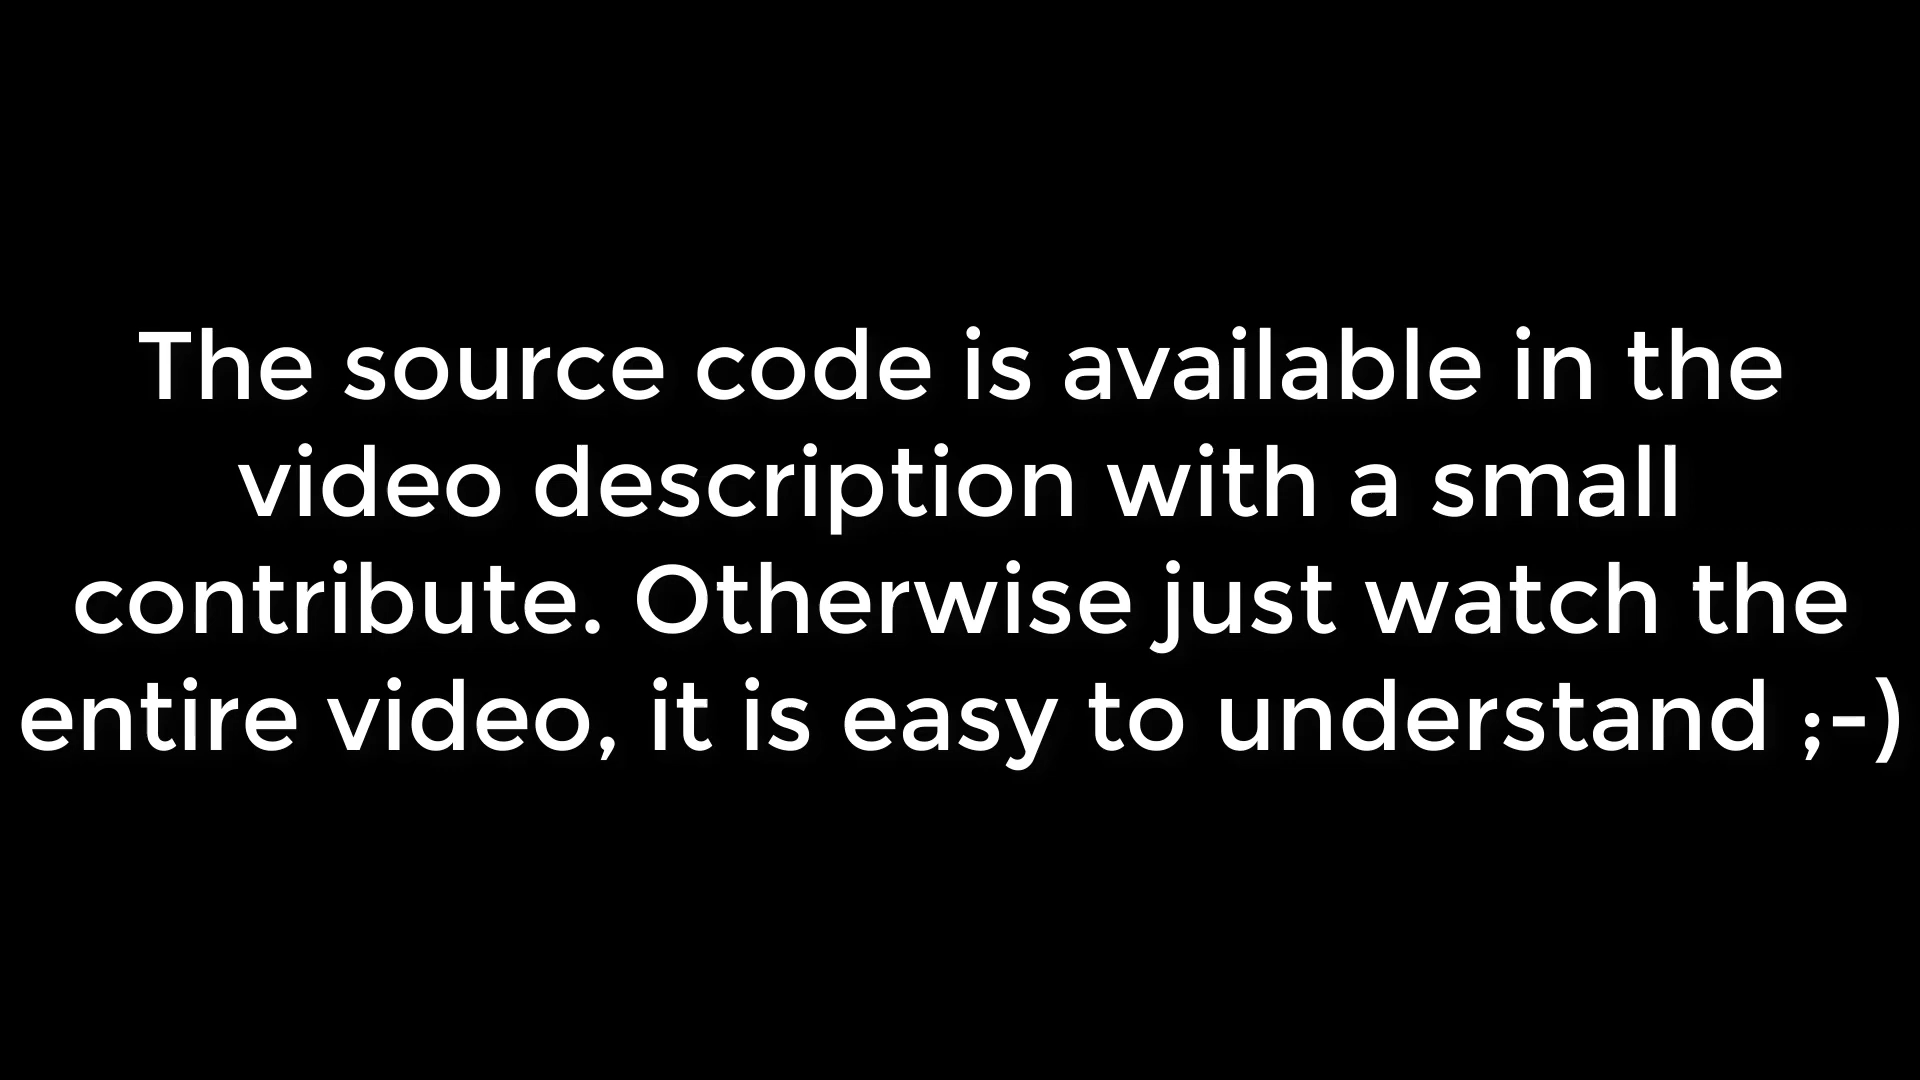 The source code is available in the
video description with a small
contribute. Otherwise just watch the
entire video, it is easy to understand ;-)